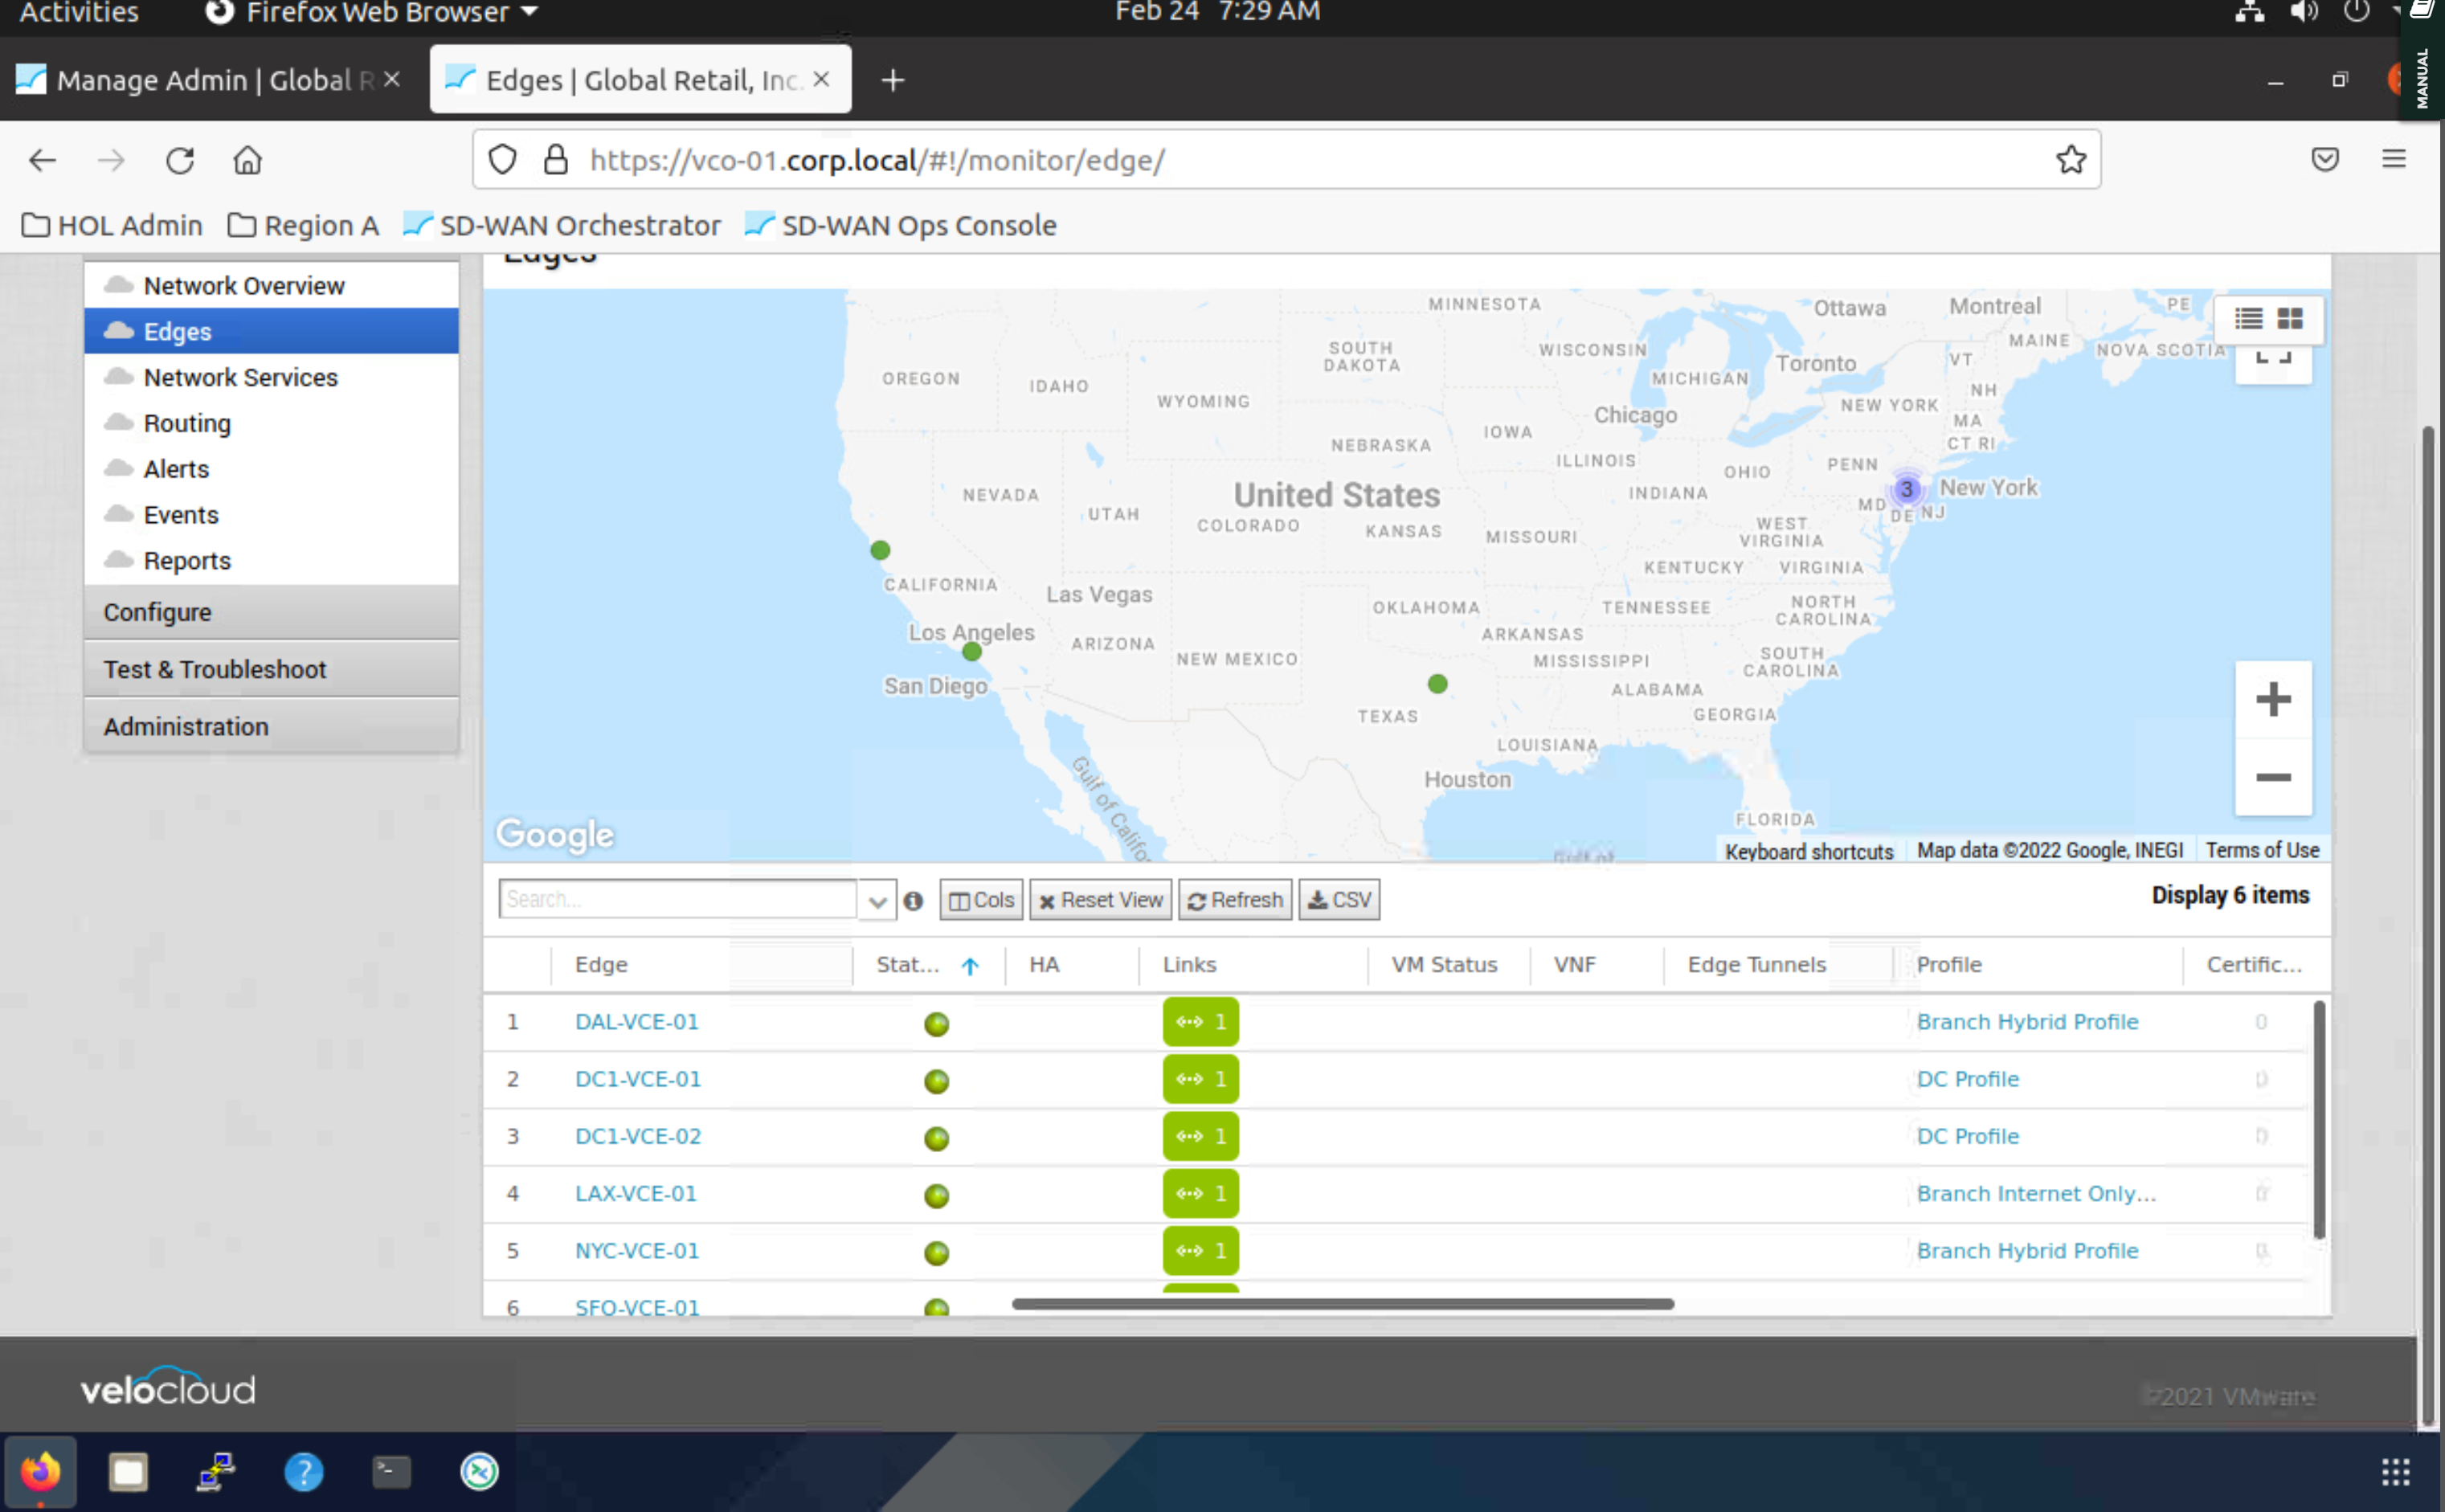 Activities Firefox Web Browser Feb 24 7:29 AM
MANUAL
Manage Admin | Global R Edges | Global Retail, Inc.
https://vco-01.corp.local/#!/monitor/edge/
HOL Admin Region A SD-WAN Orchestrator SD-WAN Ops Console
Edges
Network Overview
Edges
Network Services
Routing
Alerts
Events
Reports
Configure
Test & Troubleshoot
Administration
MINNESOTA Ottawa Montreal PE
SOUTH DAKOTA WISCONSIN MAINE NOVA SCOTIA
OREGON IDAHO MICHIGAN Toronto VT
NH
WYOMING Chicago NEW YORK
MA
NEBRASKA IOWA CT RI
ILLINOIS OHIO PENN
NEVADA United States INDIANA 3 New York
MD DE NJ
UTAH COLORADO KANSAS MISSOURI WEST VIRGINIA
CALIFORNIA Las Vegas KENTUCKY VIRGINIA
OKLAHOMA TENNESSEE NORTH CAROLINA
Los Angeles ARIZONA NEW MEXICO ARKANSAS
MISSISSIPPI SOUTH CAROLINA
San Diego ALABAMA
TEXAS GEORGIA
LOUISIANA
Houston
Gulf of Califo
FLORIDA
Google
Keyboard shortcuts Map data ©2022 Google, INEGI Terms of Use
Search... Cols Reset View Refresh CSV Display 6 items
Edge Stat... HA Links VM Status VNF Edge Tunnels Profile Certific...
1 DAL-VCE-01 1 Branch Hybrid Profile 0
2 DC1-VCE-01 1 DC Profile
3 DC1-VCE-02 1 DC Profile
4 LAX-VCE-01 1 Branch Internet Only...
5 NYC-VCE-01 1 Branch Hybrid Profile
6 SFO-VCE-01
velocloud
©2021 VMware